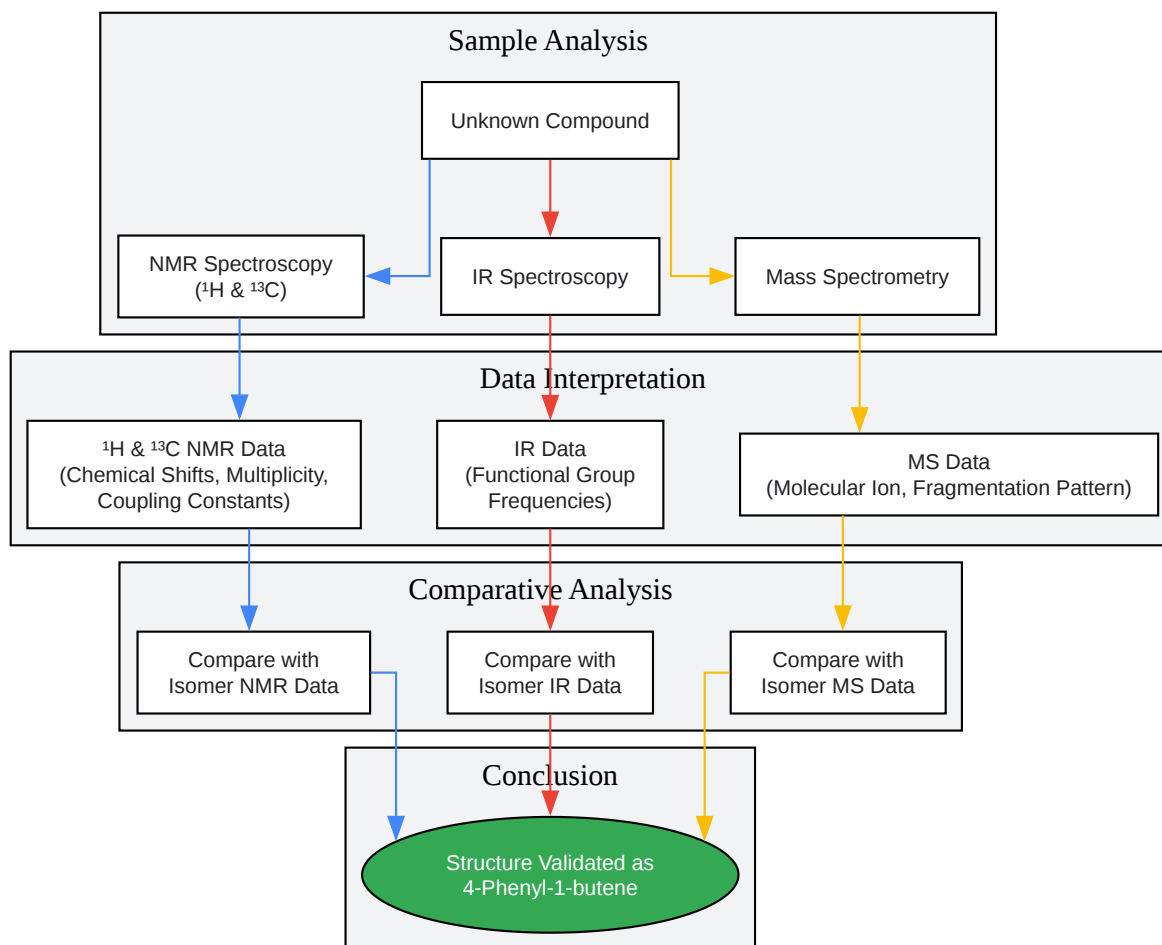 Sample Analysis
Unknown Compound
NMR Spectroscopy
(¹H & ¹³C)
IR Spectroscopy
Mass Spectrometry
Data Interpretation
¹H & ¹³C NMR Data
(Chemical Shifts, Multiplicity,
Coupling Constants)
IR Data
(Functional Group
Frequencies)
MS Data
(Molecular Ion, Fragmentation Pattern)
Comparative Analysis
Compare with
Isomer NMR Data
Compare with
Isomer IR Data
Compare with
Isomer MS Data
Conclusion
Structure Validated as
4-Phenyl-1-butene